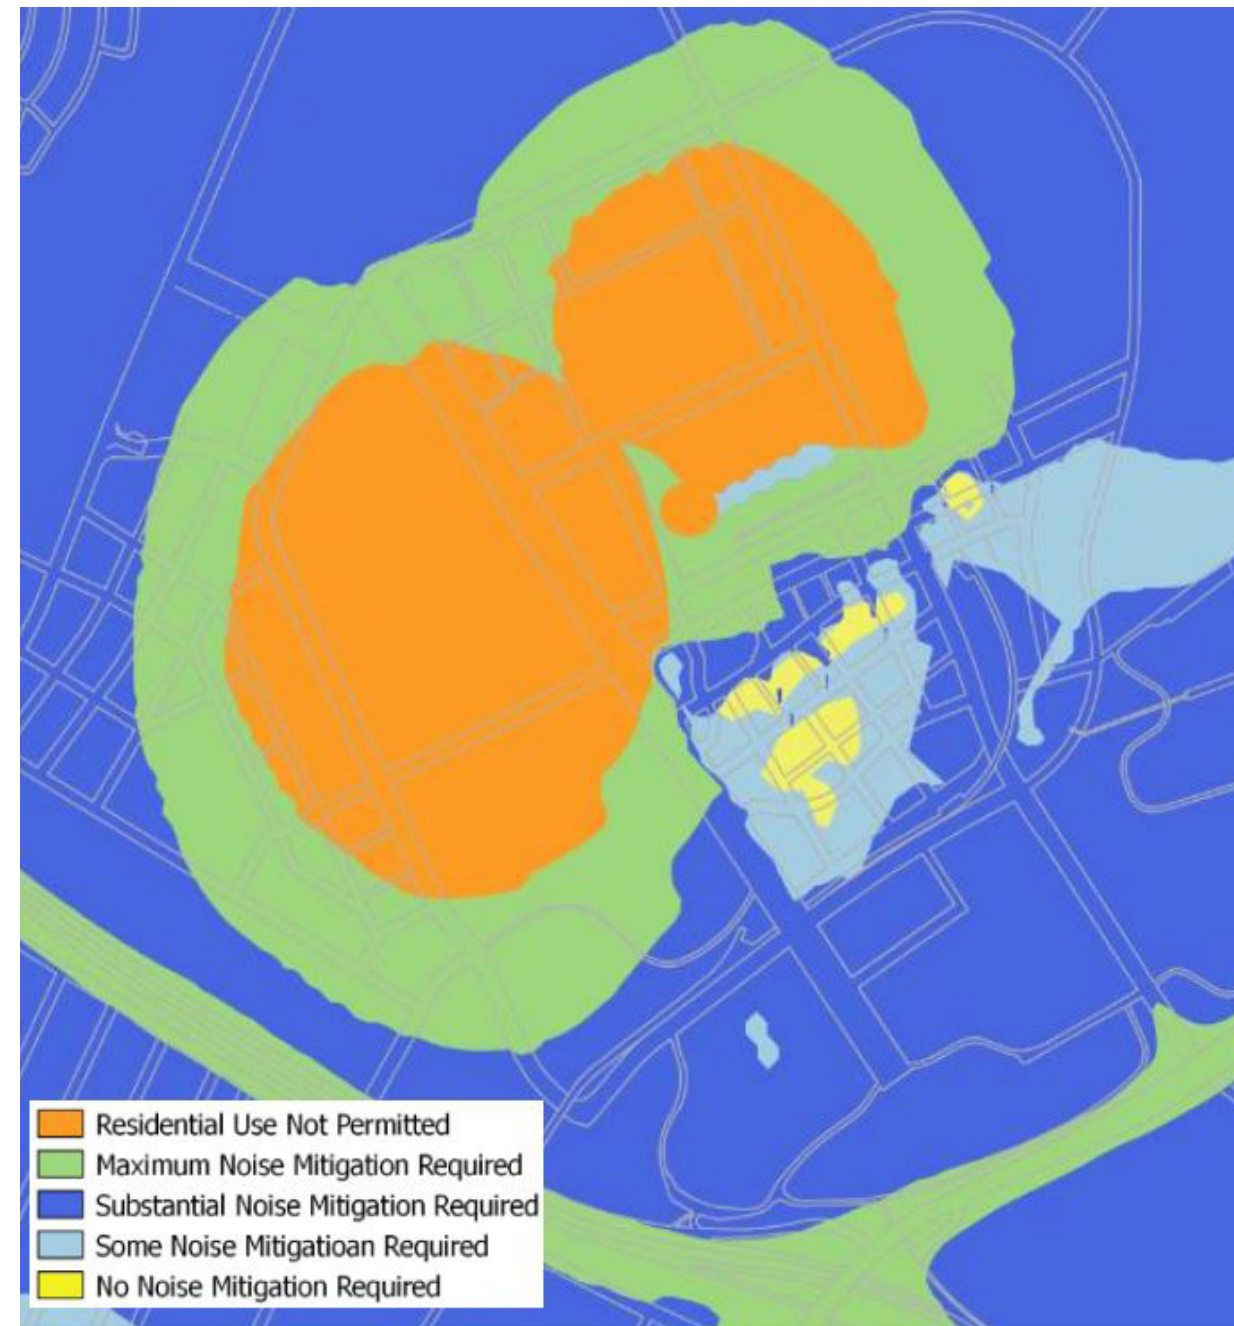 Residential Use Not Permitted
Maximum Noise Mitigation Required
Substantial Noise Mitigation Required
Some Noise Mitigatioan Required
No Noise Mitigation Required